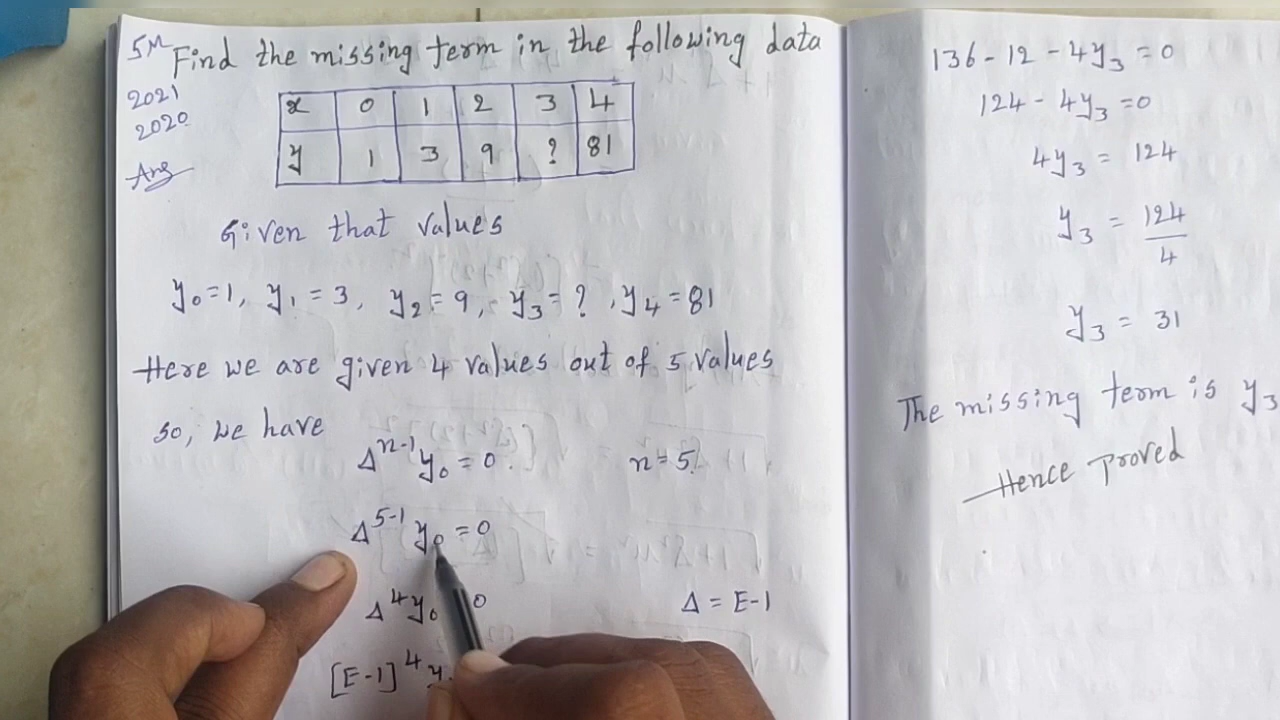 5M Find the missing term in the following data
2021
2020
Ans
x 0 1 2 3 4
y 1 3 9 ? 81
Given that values
y₀=1, y₁ = 3, y₂ = 9, y₃ = ?, y₄ = 81
Here we are given 4 values out of 5 values
so, we have
Δⁿ⁻¹ y₀ = 0. n = 5.
Δ⁵⁻¹ y₀ = 0
Δ⁴ y₀ 0 Δ = E-1
[E-1]⁴ y
136 - 12 - 4y₃ = 0
124 - 4y₃ = 0
4y₃ = 124
y₃ = 124/4
y₃ = 31
The missing term is y₃
Hence proved